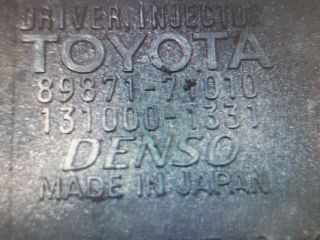 DRIVER, INJECTOR
TOYOTA
89871-71010
131000-1331
DENSO
MADE IN JAPAN